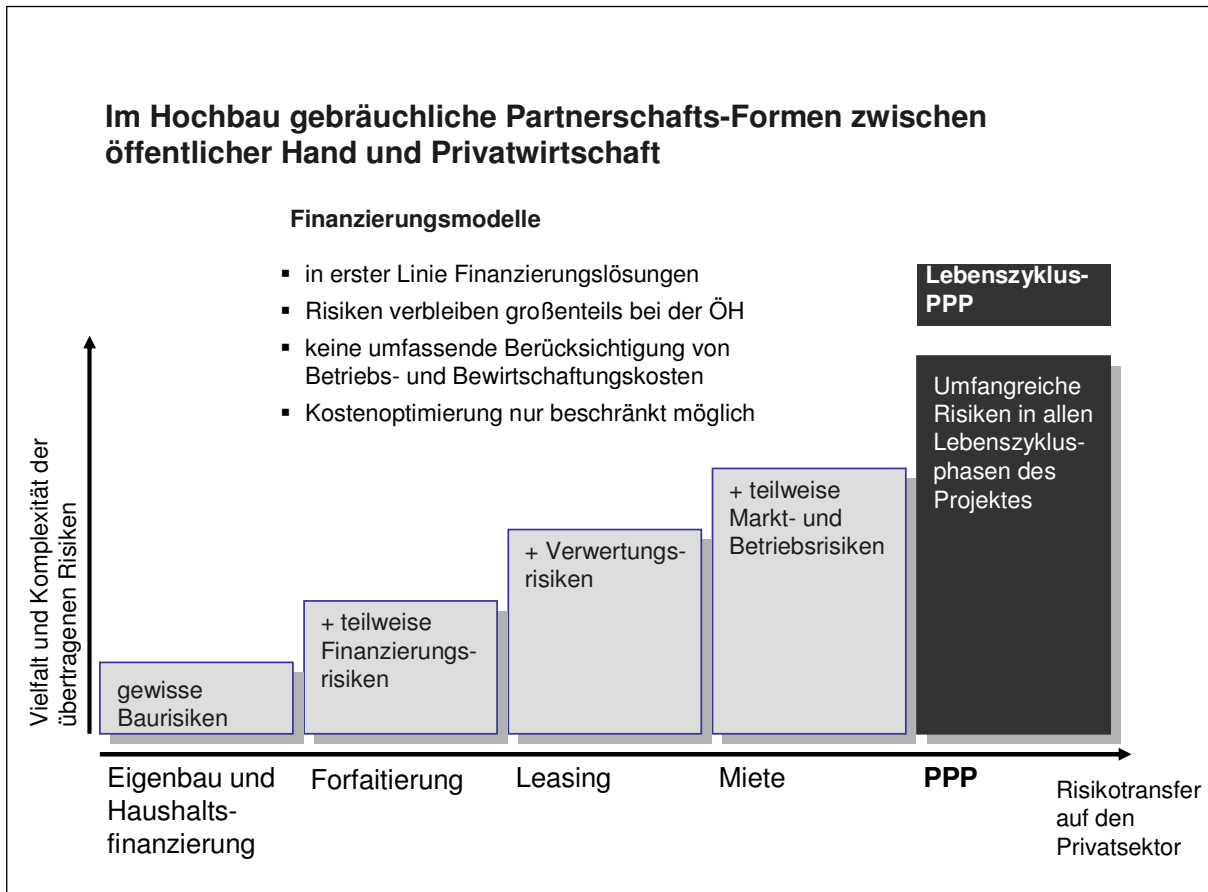 Im Hochbau gebräuchliche Partnerschafts-Formen zwischen
öffentlicher Hand und Privatwirtschaft
Finanzierungsmodelle
▪ in erster Linie Finanzierungslösungen
▪ Risiken verbleiben großenteils bei der ÖH
▪ keine umfassende Berücksichtigung von
Betriebs- und Bewirtschaftungskosten
▪ Kostenoptimierung nur beschränkt möglich
Lebenszyklus-
PPP
Vielfalt und Komplexität der
übertragenen Risiken
gewisse
Baurisiken
+ teilweise
Finanzierungs-
risiken
+ Verwertungs-
risiken
+ teilweise
Markt- und
Betriebsrisiken
Umfangreiche
Risiken in allen
Lebenszyklus-
phasen des
Projektes
Eigenbau und
Haushalts-
finanzierung
Forfaitierung
Leasing
Miete
PPP
Risikotransfer
auf den
Privatsektor